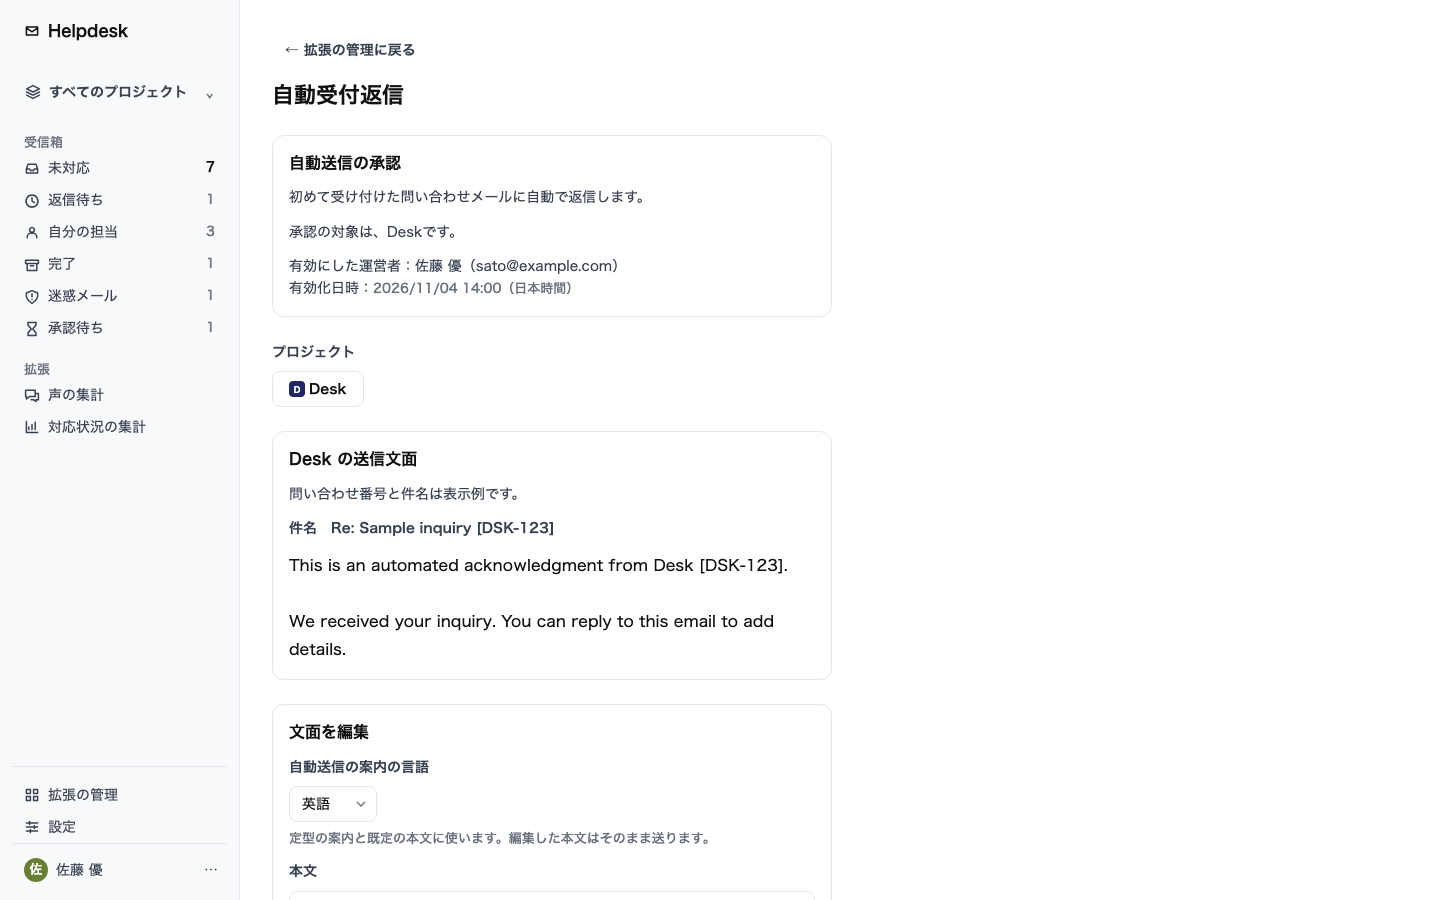 Helpdesk
すべてのプロジェクト
受信箱
未対応 7
返信待ち 1
自分の担当 3
完了 1
迷惑メール 1
承認待ち 1
拡張
声の集計
対応状況の集計
拡張の管理
設定
佐 佐藤 優 …
← 拡張の管理に戻る
自動受付返信
自動送信の承認
初めて受け付けた問い合わせメールに自動で返信します。
承認の対象は、Deskです。
有効にした運営者：佐藤 優（sato@example.com）
有効化日時：2026/11/04 14:00（日本時間）
プロジェクト
D Desk
Desk の送信文面
問い合わせ番号と件名は表示例です。
件名 Re: Sample inquiry [DSK-123]
This is an automated acknowledgment from Desk [DSK-123].
We received your inquiry. You can reply to this email to add
details.
文面を編集
自動送信の案内の言語
英語
定型の案内と既定の本文に使います。編集した本文はそのまま送ります。
本文